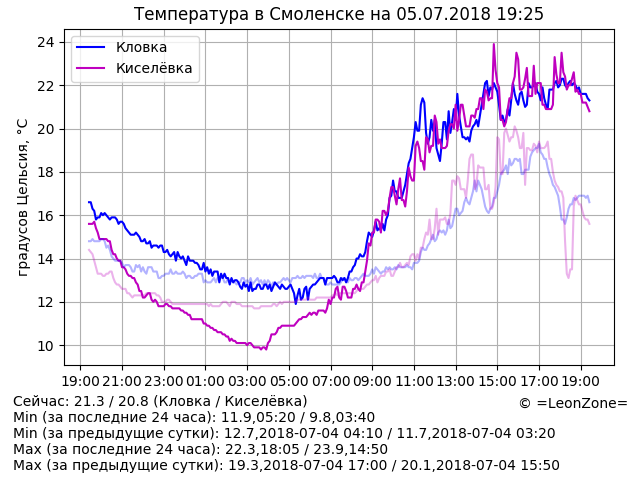 Температура в Смоленске на 05.07.2018 19:25
Кловка
Киселёвка
градусов Цельсия, °C
24
22
20
18
16
14
12
10
19:00 21:00 23:00 01:00 03:00 05:00 07:00 09:00 11:00 13:00 15:00 17:00 19:00
Сейчас: 21.3 / 20.8 (Кловка / Киселёвка)
© =LeonZone=
Min (за последние 24 часа): 11.9,05:20 / 9.8,03:40
Min (за предыдущие сутки): 12.7,2018-07-04 04:10 / 11.7,2018-07-04 03:20
Max (за последние 24 часа): 22.3,18:05 / 23.9,14:50
Max (за предыдущие сутки): 19.3,2018-07-04 17:00 / 20.1,2018-07-04 15:50